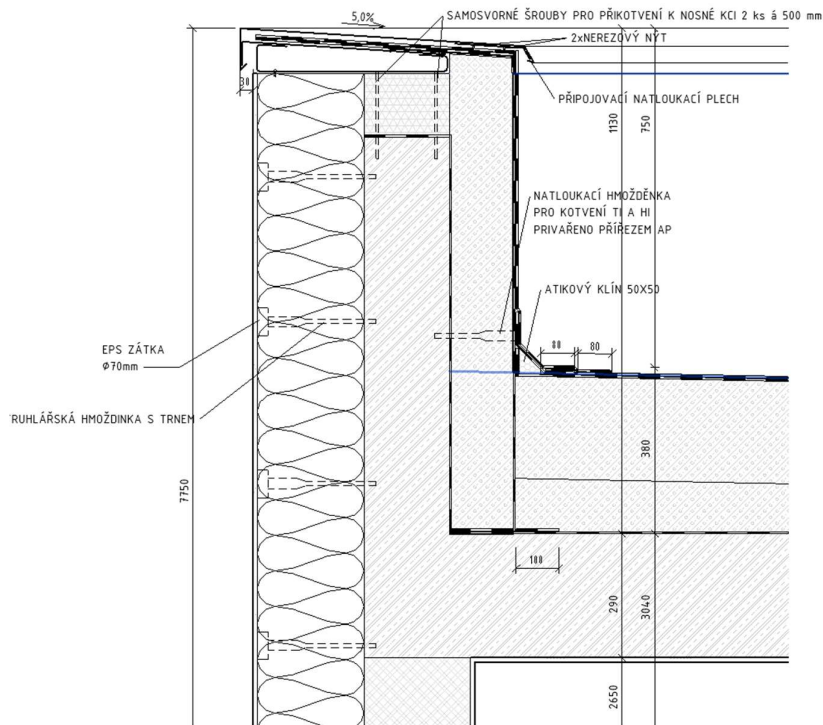 5,0%
SAMOSVORNÉ ŠROUBY PRO PŘIKOTVENÍ K NOSNÉ KCI 2 ks á 500 mm
2xNEREZOVÝ NÝT
30
PŘIPOJOVACÍ NATLOUKACÍ PLECH
1130
750
NATLOUKACÍ HMOŽDĚNKA
PRO KOTVENÍ TI A HI
PRIVAŘENO PŘÍŘEZEM AP
ATIKOVÝ KLÍN 50X50
80
80
EPS ZÁTKA
Ø70mm
RUHLÁŘSKÁ HMOŽDINKA S TRNEM
7750
380
100
290
3040
2650